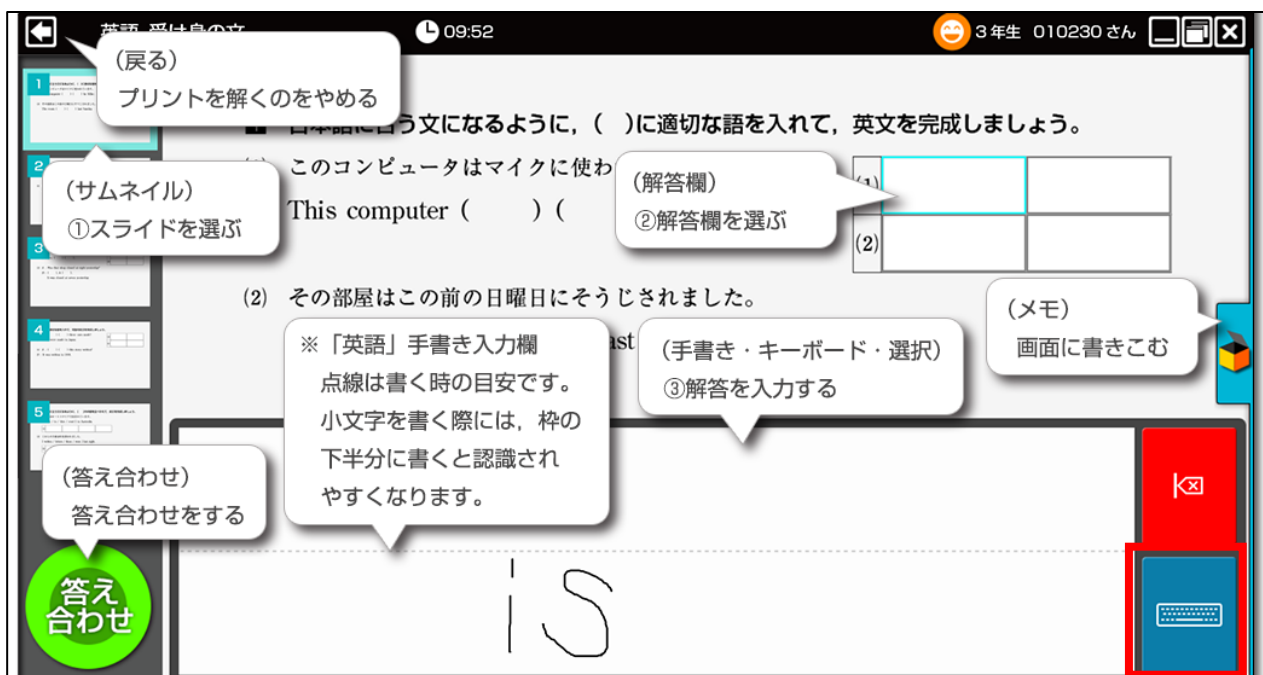 09:52
3年生 010230さん
（戻る）
プリントを解くのをやめる
1
日本語に合う文になるように，（　）に適切な語を入れて，英文を完成しましょう。
2
このコンピュータはマイクに使わ
(1)
This computer (　　) (
（サムネイル）
①スライドを選ぶ
（解答欄）
②解答欄を選ぶ
(2)
3
(2) その部屋はこの前の日曜日にそうじされました。
（メモ）
画面に書きこむ
4
※「英語」手書き入力欄
点線は書く時の目安です。
小文字を書く際には，枠の
下半分に書くと認識され
やすくなります。
ast
（手書き・キーボード・選択）
③解答を入力する
5
（答え合わせ）
答え合わせをする
答え
合わせ
is